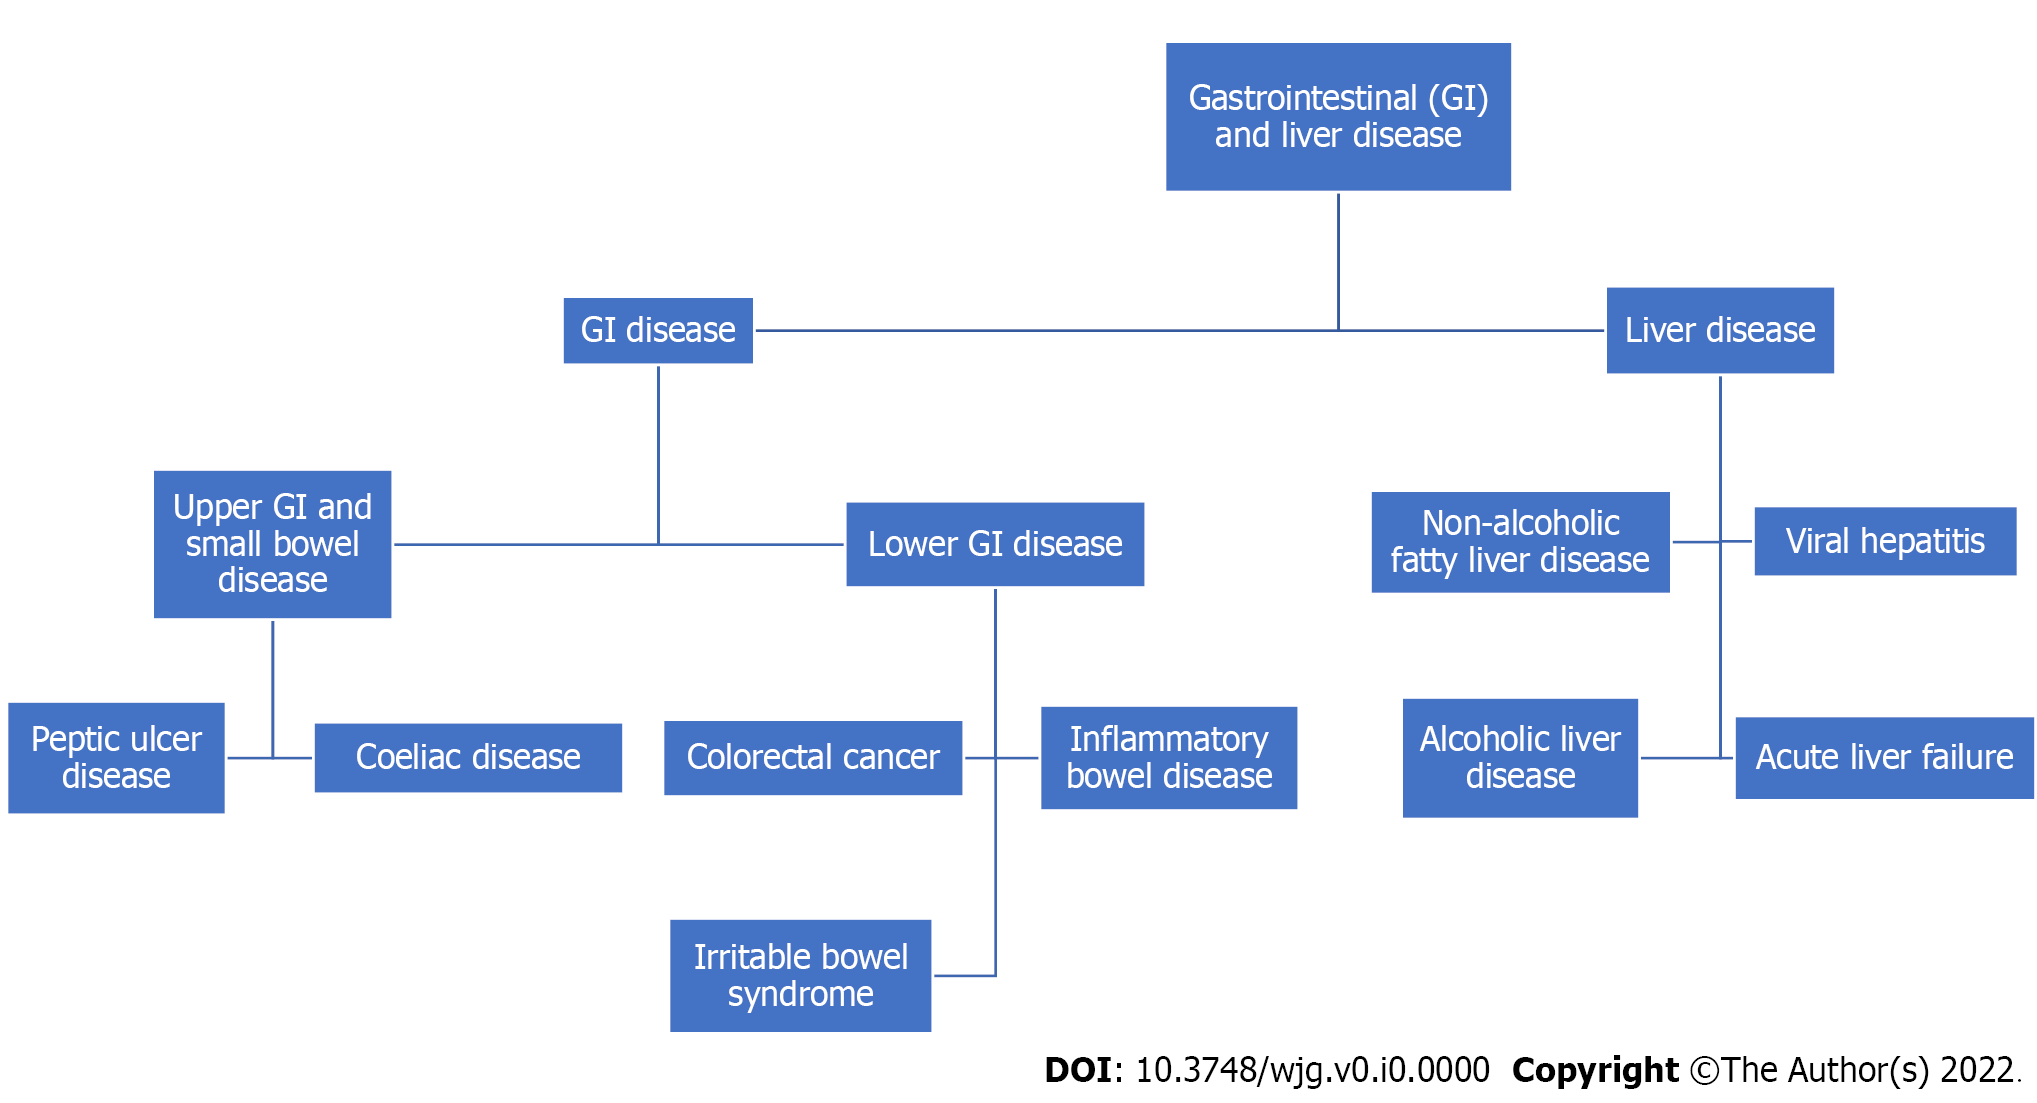 Gastrointestinal (GI)
and liver disease
GI disease
Liver disease
Upper GI and
small bowel
disease
Lower GI disease
Non-alcoholic
fatty liver disease
Viral hepatitis
Peptic ulcer
disease
Coeliac disease
Colorectal cancer
Inflammatory
bowel disease
Alcoholic liver
disease
Acute liver failure
Irritable bowel
syndrome
DOI: 10.3748/wjg.v0.i0.0000 Copyright ©The Author(s) 2022.